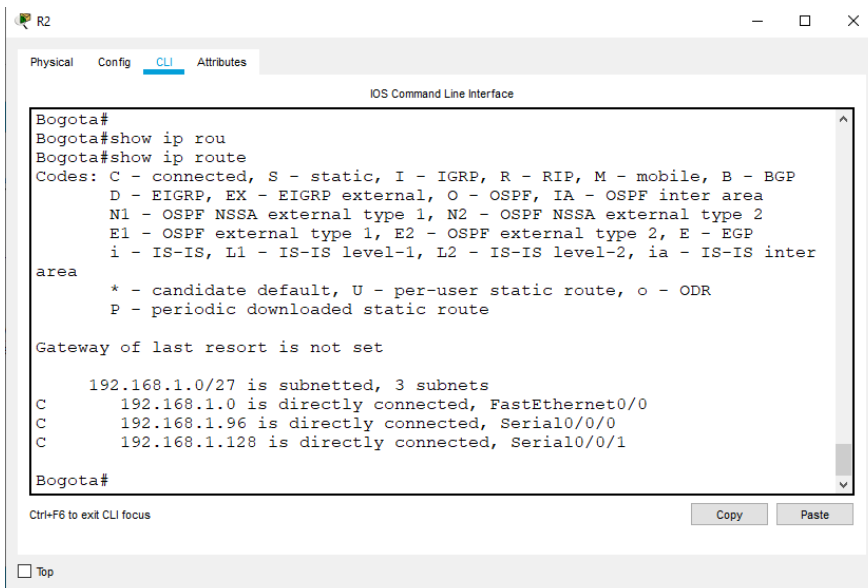 R2
Physical Config CLI Attributes
IOS Command Line Interface
Bogota#
Bogota#show ip rou
Bogota#show ip route
Codes: C - connected, S - static, I - IGRP, R - RIP, M - mobile, B - BGP
       D - EIGRP, EX - EIGRP external, O - OSPF, IA - OSPF inter area
       N1 - OSPF NSSA external type 1, N2 - OSPF NSSA external type 2
       E1 - OSPF external type 1, E2 - OSPF external type 2, E - EGP
       i - IS-IS, L1 - IS-IS level-1, L2 - IS-IS level-2, ia - IS-IS inter
area
       * - candidate default, U - per-user static route, o - ODR
       P - periodic downloaded static route
Gateway of last resort is not set
     192.168.1.0/27 is subnetted, 3 subnets
C       192.168.1.0 is directly connected, FastEthernet0/0
C       192.168.1.96 is directly connected, Serial0/0/0
C       192.168.1.128 is directly connected, Serial0/0/1
Bogota#
Ctrl+F6 to exit CLI focus
Copy Paste
Top